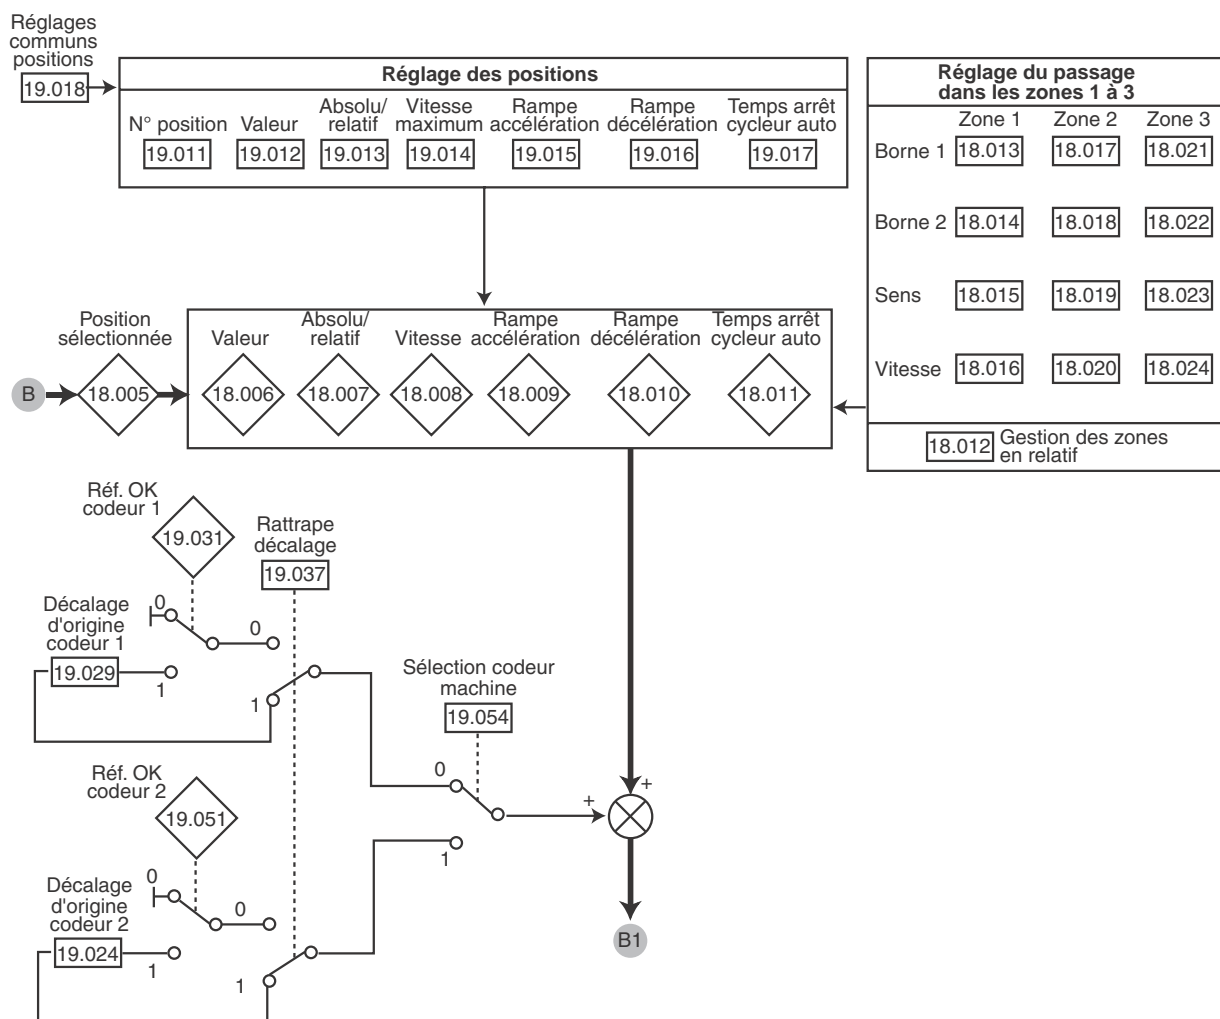 Réglages
communs
positions
19.018
Réglage des positions
N° position
Valeur
Absolu/
relatif
Vitesse
maximum
Rampe
accélération
Rampe
décélération
Temps arrêt
cycleur auto
19.011
19.012
19.013
19.014
19.015
19.016
19.017
Réglage du passage
dans les zones 1 à 3
Zone 1 Zone 2 Zone 3
Borne 1 18.013 18.017 18.021
Borne 2 18.014 18.018 18.022
Sens 18.015 18.019 18.023
Vitesse 18.016 18.020 18.024
18.012 Gestion des zones
en relatif
Position
sélectionnée
Valeur
Absolu/
relatif
Vitesse
Rampe
accélération
Rampe
décélération
Temps arrêt
cycleur auto
B
18.005
18.006
18.007
18.008
18.009
18.010
18.011
Réf. OK
codeur 1
19.031
Rattrape
décalage
19.037
Décalage
d'origine
codeur 1
19.029
0
0
1
1
Sélection codeur
machine
19.054
0
1
+
+
Réf. OK
codeur 2
19.051
Décalage
d'origine
codeur 2
19.024
0
0
1
1
B1